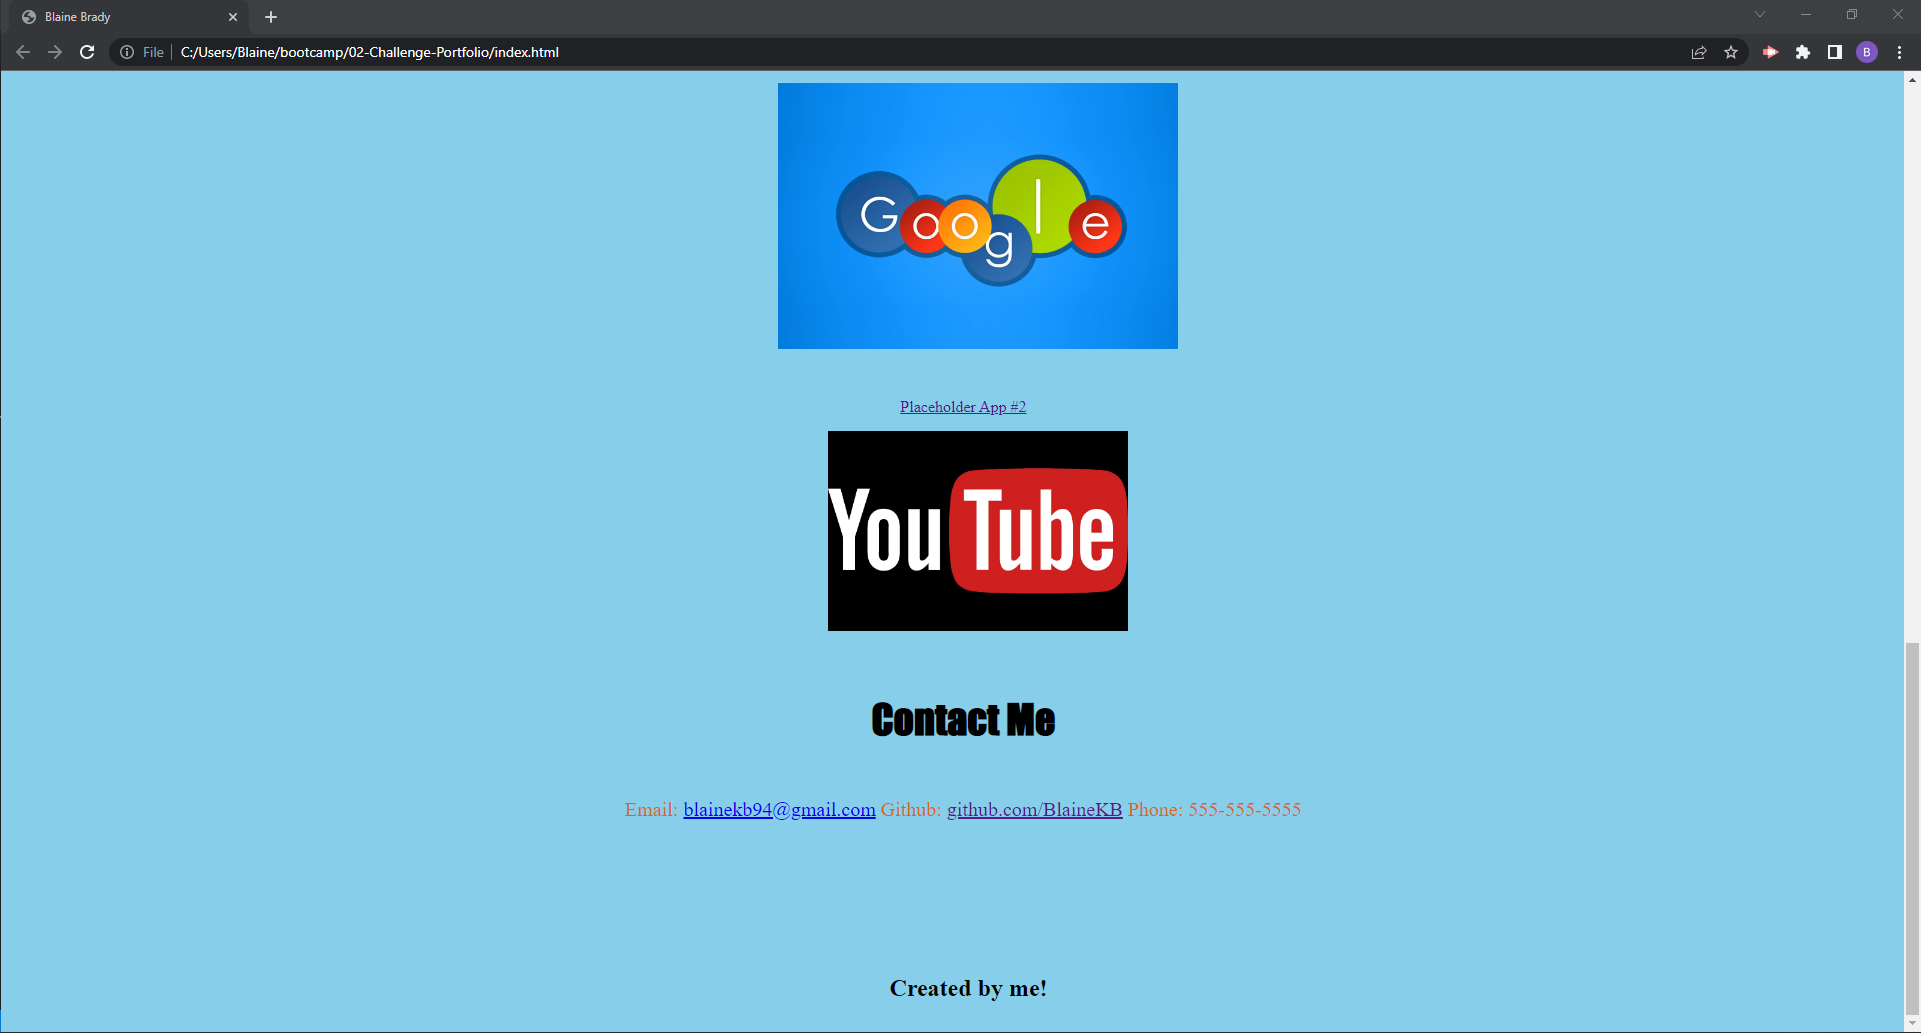 Blaine Brady
File C:/Users/Blaine/bootcamp/02-Challenge-Portfolio/index.html
B
Google
Placeholder App #2
YouTube
Contact Me
Email: blainekb94@gmail.com Github: github.com/BlaineKB Phone: 555-555-5555
Created by me!